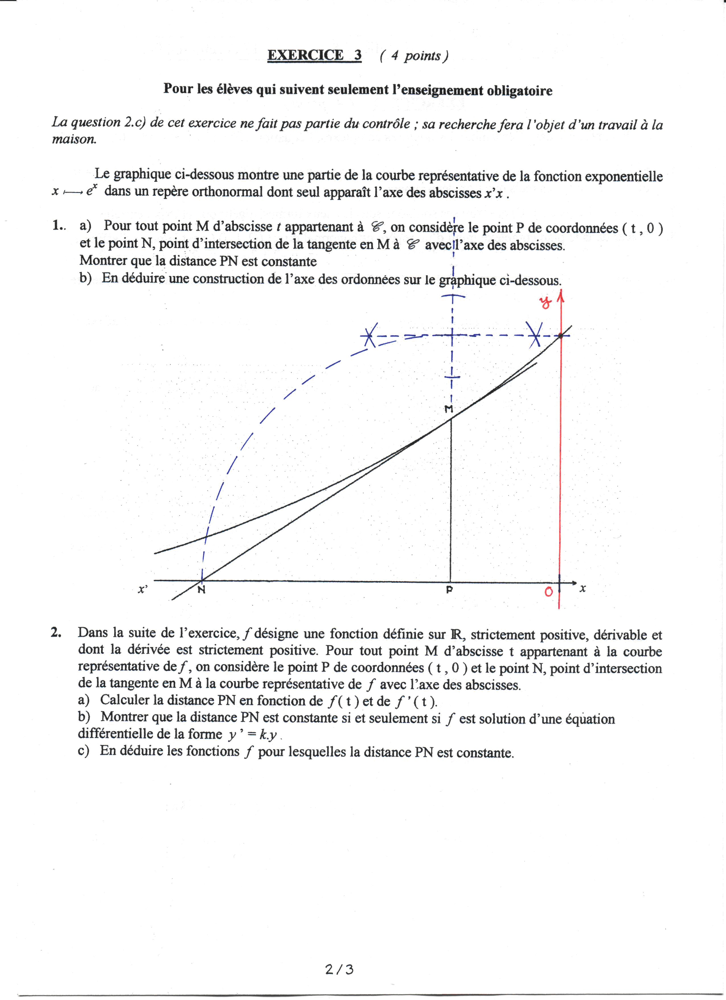 EXERCICE 3 ( 4 points )
Pour les élèves qui suivent seulement l'enseignement obligatoire
La question 2.c) de cet exercice ne fait pas partie du contrôle ; sa recherche fera l'objet d'un travail à la
maison.
Le graphique ci-dessous montre une partie de la courbe représentative de la fonction exponentielle
x ⟼ eˣ dans un repère orthonormal dont seul apparaît l'axe des abscisses x'x .
1.. a) Pour tout point M d'abscisse t appartenant à 𝒞, on considère le point P de coordonnées ( t , 0 )
et le point N, point d'intersection de la tangente en M à 𝒞 avec l'axe des abscisses.
Montrer que la distance PN est constante
b) En déduire une construction de l'axe des ordonnées sur le graphique ci-dessous.
y
M
x'
N
P
O
x
2. Dans la suite de l'exercice, f désigne une fonction définie sur ℝ, strictement positive, dérivable et
dont la dérivée est strictement positive. Pour tout point M d'abscisse t appartenant à la courbe
représentative de f , on considère le point P de coordonnées ( t , 0 ) et le point N, point d'intersection
de la tangente en M à la courbe représentative de f avec l'axe des abscisses.
a) Calculer la distance PN en fonction de f( t ) et de f '( t ).
b) Montrer que la distance PN est constante si et seulement si f est solution d'une équation
différentielle de la forme y ' = k.y .
c) En déduire les fonctions f pour lesquelles la distance PN est constante.
2/3